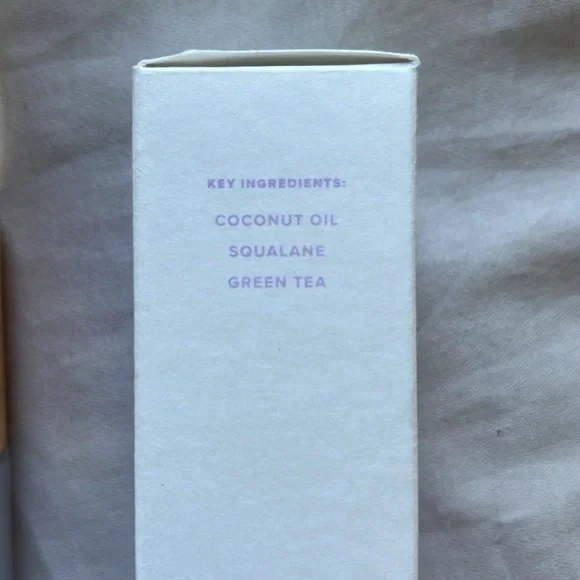 KEY INGREDIENTS:
COCONUT OIL
SQUALANE
GREEN TEA